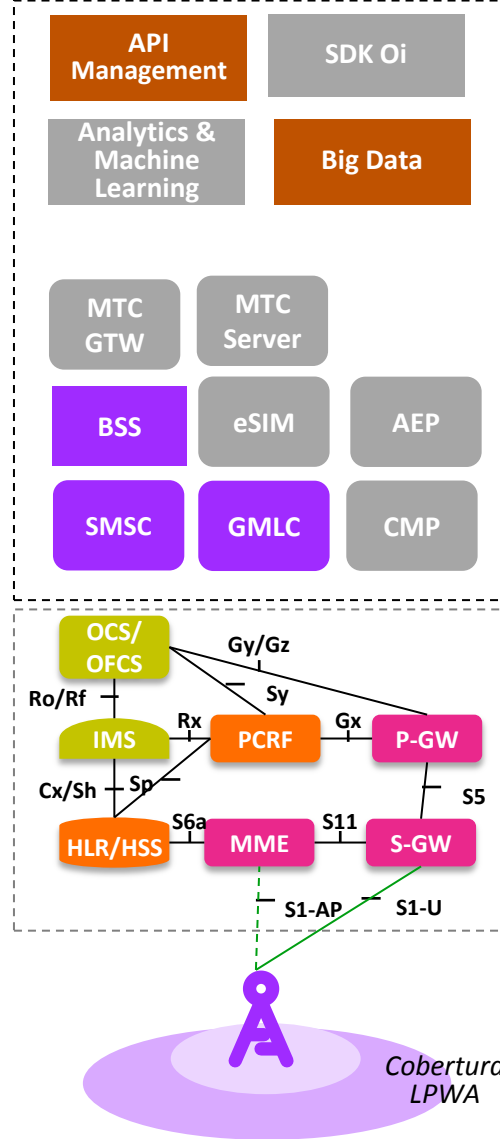 API
Management
SDK Oi
Analytics &
Machine
Learning
Big Data
MTC
GTW
MTC
Server
BSS
eSIM
AEP
SMSC
GMLC
CMP
OCS/
OFCS
Gy/Gz
Sy
Ro/Rf
Rx
Gx
IMS
PCRF
P-GW
Cx/Sh
Sp
S5
S6a
S11
HLR/HSS
MME
S-GW
S1-AP
S1-U
Cobertura
LPWA